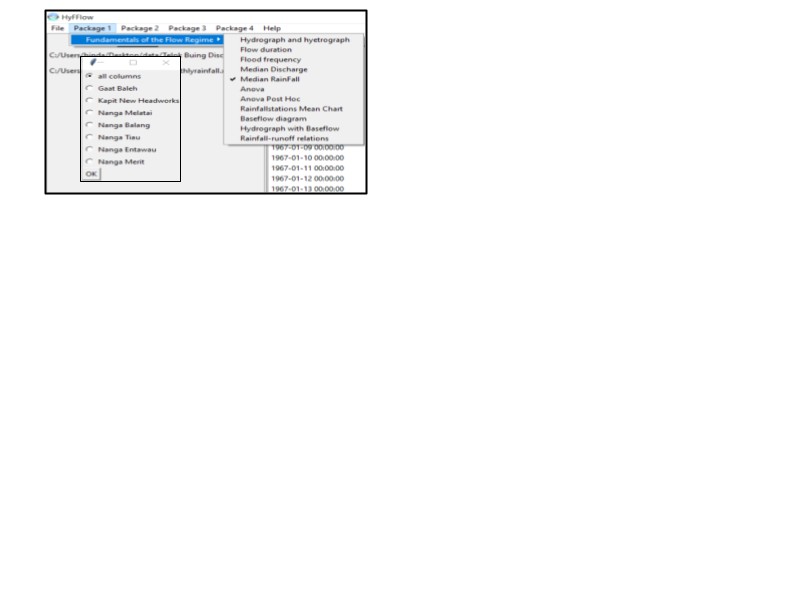 HyFFlow
File Package 1 Package 2 Package 3 Package 4 Help
Fundamentals of the Flow Regime
Hydrograph and hyetrograph
Flow duration
Flood frequency
Median Discharge
Median RainFall
Anova
Anova Post Hoc
Rainfallstations Mean Chart
Baseflow diagram
Hydrograph with Baseflow
Rainfall-runoff relations
C:/Users/binda/Desktop/data/Telok Buing Disc
C:/Users thlyrainfall.
all columns
Gaat Baleh
Kapit New Headworks
Nanga Melatai
Nanga Balang
Nanga Tiau
Nanga Entawau
Nanga Merit
OK
1967-01-09 00:00:00
1967-01-10 00:00:00
1967-01-11 00:00:00
1967-01-12 00:00:00
1967-01-13 00:00:00